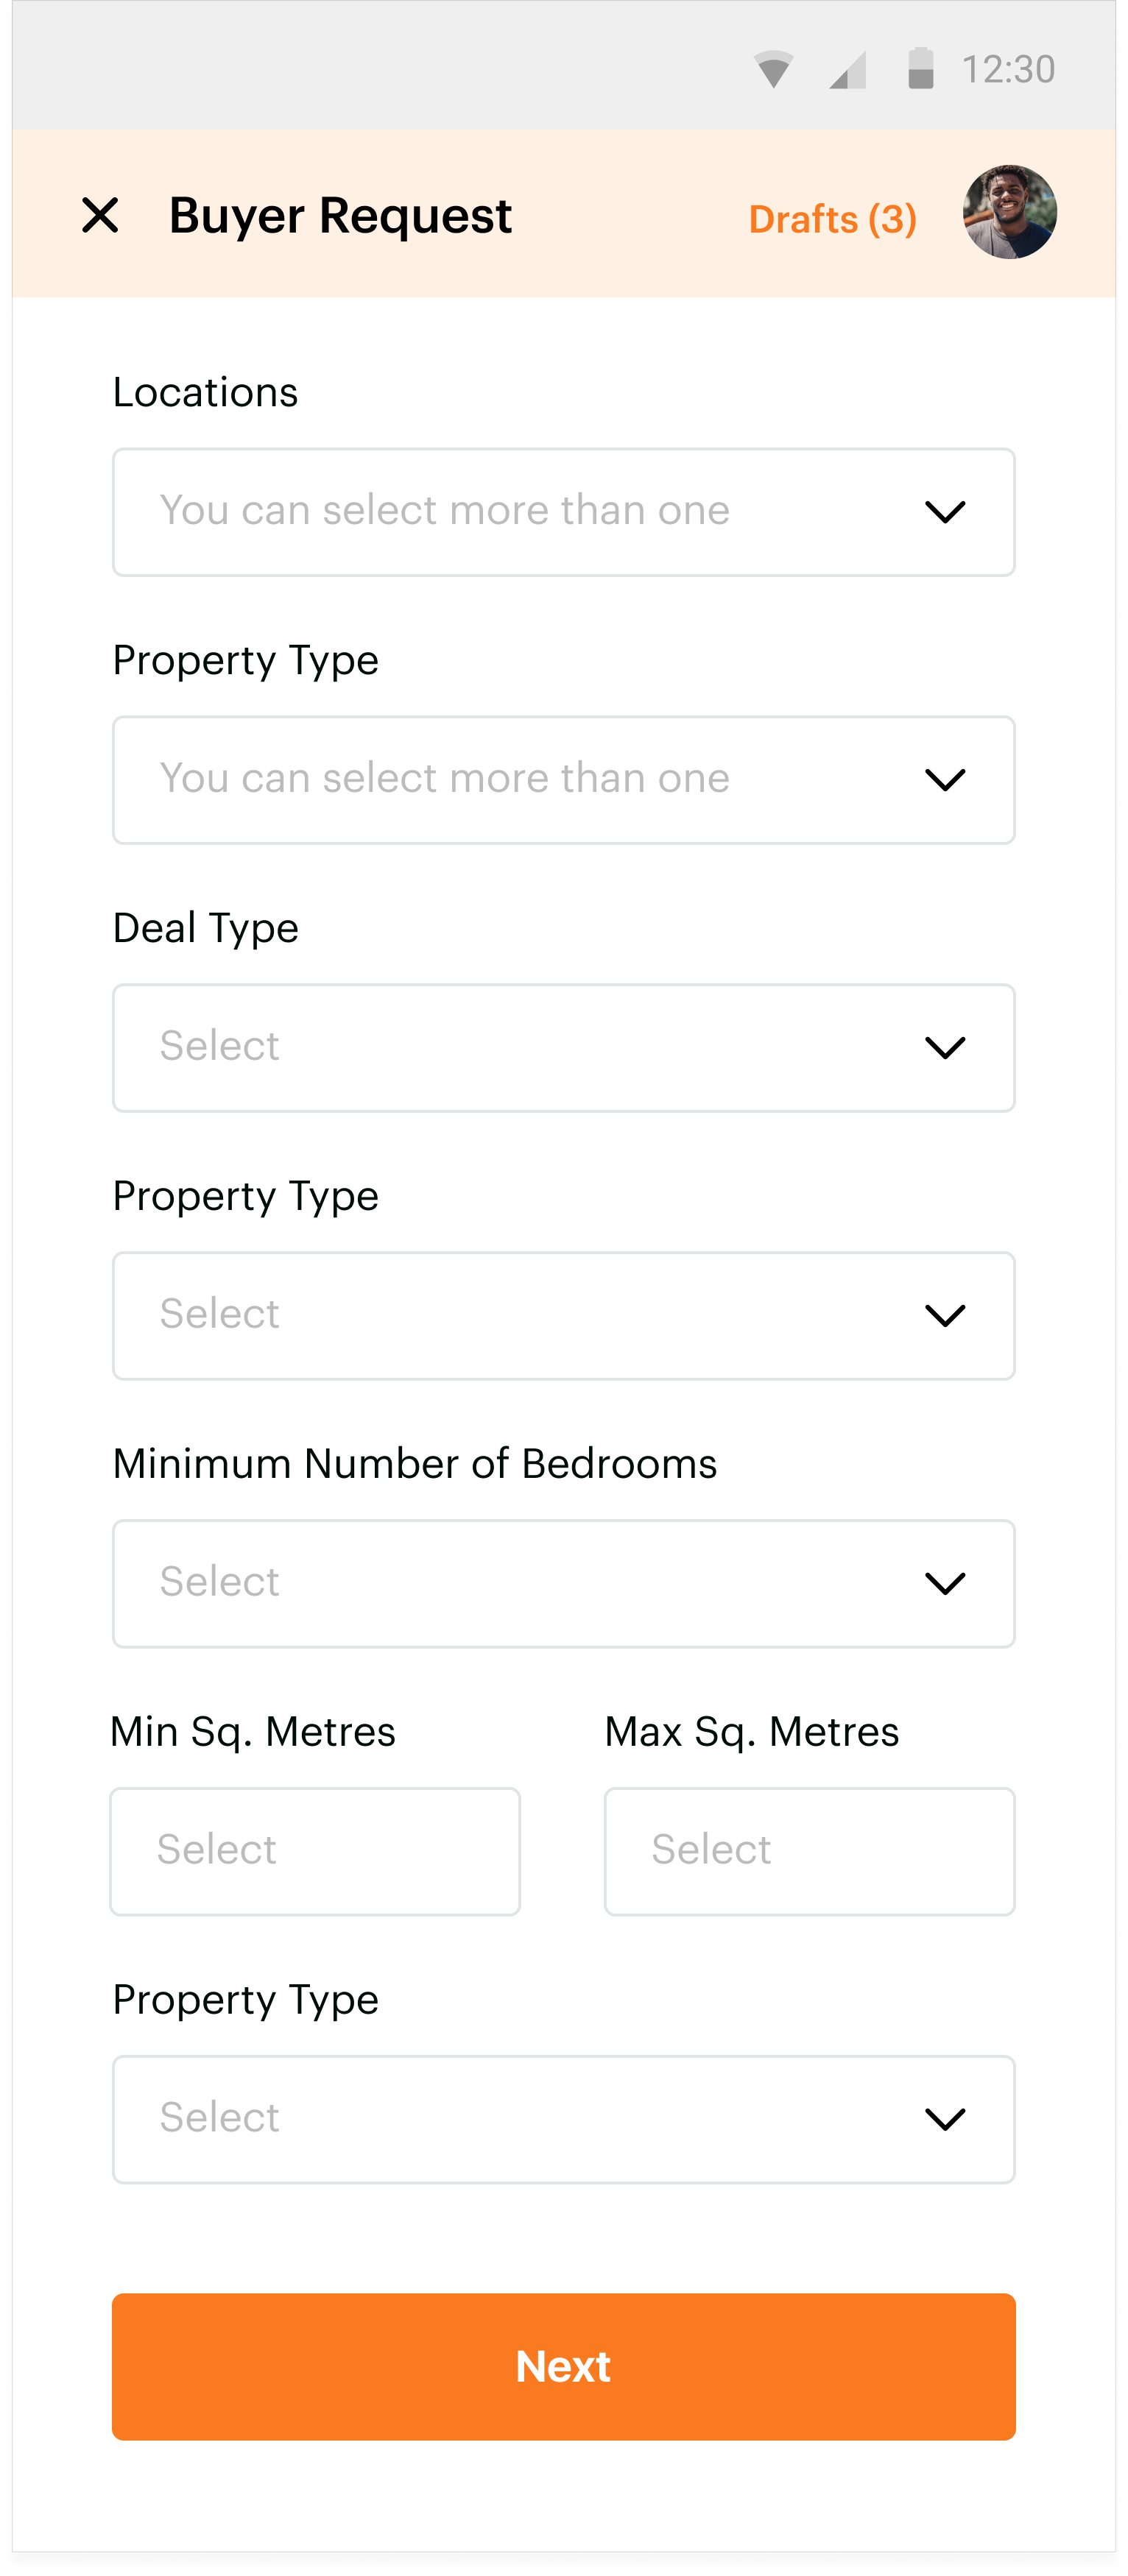 12:30
Buyer Request
Drafts (3)
Locations
You can select more than one
Property Type
You can select more than one
Deal Type
Select
Property Type
Select
Minimum Number of Bedrooms
Select
Min Sq. Metres
Max Sq. Metres
Select
Select
Property Type
Select
Next